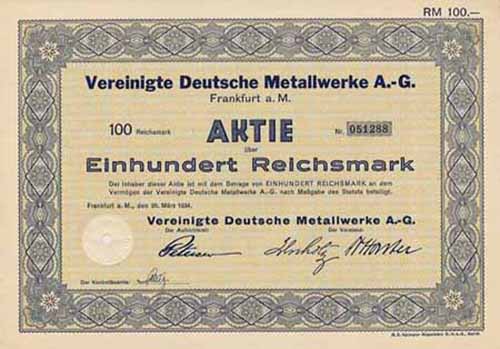 RM 100.—
Vereinigte Deutsche Metallwerke A.-G.
Frankfurt a. M.
100 Reichsmark AKTIE Nr. 051288
über
Einhundert Reichsmark
Der Inhaber dieser Aktie ist mit dem Betrage von EINHUNDERT REICHSMARK an dem
Vermögen der Vereinigte Deutsche Metallwerke A.-G. nach Maßgabe des Statuts beteiligt.
Frankfurt a. M., den 20. März 1934.
Vereinigte Deutsche Metallwerke A.-G.
Der Aufsichtsrat: Der Vorstand:
Petersen
Der Kontrollbeamte: